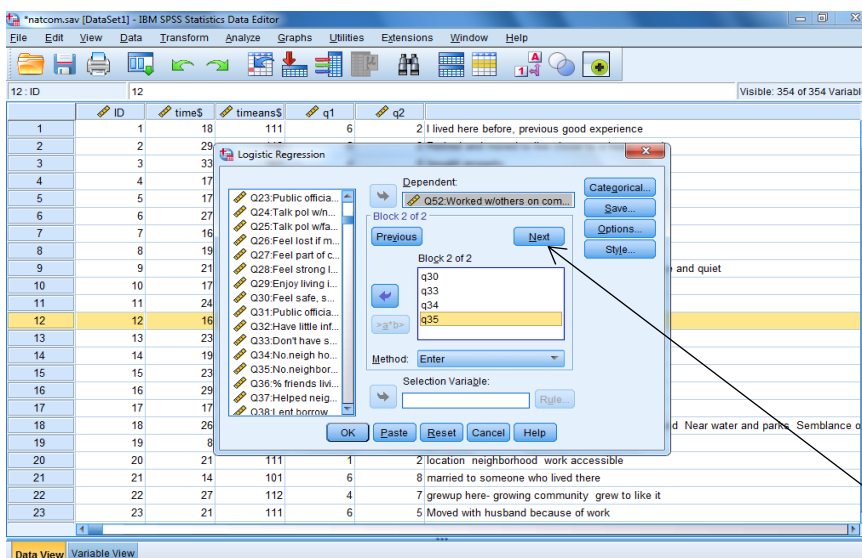 *natcom.sav [DataSet1] - IBM SPSS Statistics Data Editor
File Edit View Data Transform Analyze Graphs Utilities Extensions Window Help
12 : ID 12 Visible: 354 of 354 Variabl
ID time$ timeans$ q1 q2
1 1 18 111 6 2 I lived here before, previous good experience
2 2 29
3 3 33
4 4 17
5 5 17
6 6 27
7 7 16
8 8 19
9 9 21 and quiet
10 10 17
11 11 24
12 12 16
13 13 23
14 14 19
15 15 23
16 16 29
17 17 17
18 18 26 d Near water and parks Semblance o
19 19 8
20 20 21 111 1 2 location neighborhood work accessible
21 21 14 101 6 8 married to someone who lived there
22 22 27 112 4 7 grewup here- growing community grew to like it
23 23 21 111 6 5 Moved with husband because of work
Data View Variable View
Logistic Regression
Q23:Public officia...
Q24:Talk pol w/n...
Q25:Talk pol w/fa...
Q26:Feel lost if m...
Q27:Feel part of c...
Q28:Feel strong l...
Q29:Enjoy living i...
Q30:Feel safe, s...
Q31:Public official...
Q32:Have little inf...
Q33:Don't have s...
Q34:No.neigh ho...
Q35:No.neighbor...
Q36:% friends livi...
Q37:Helped neig...
Q38:Lent borrow
Dependent:
Q52:Worked w/others on com...
Block 2 of 2
Previous Next
Block 2 of 2
q30
q33
q34
q35
>a*b>
Method: Enter
Selection Variable:
Rule...
Categorical...
Save...
Options...
Style...
OK Paste Reset Cancel Help